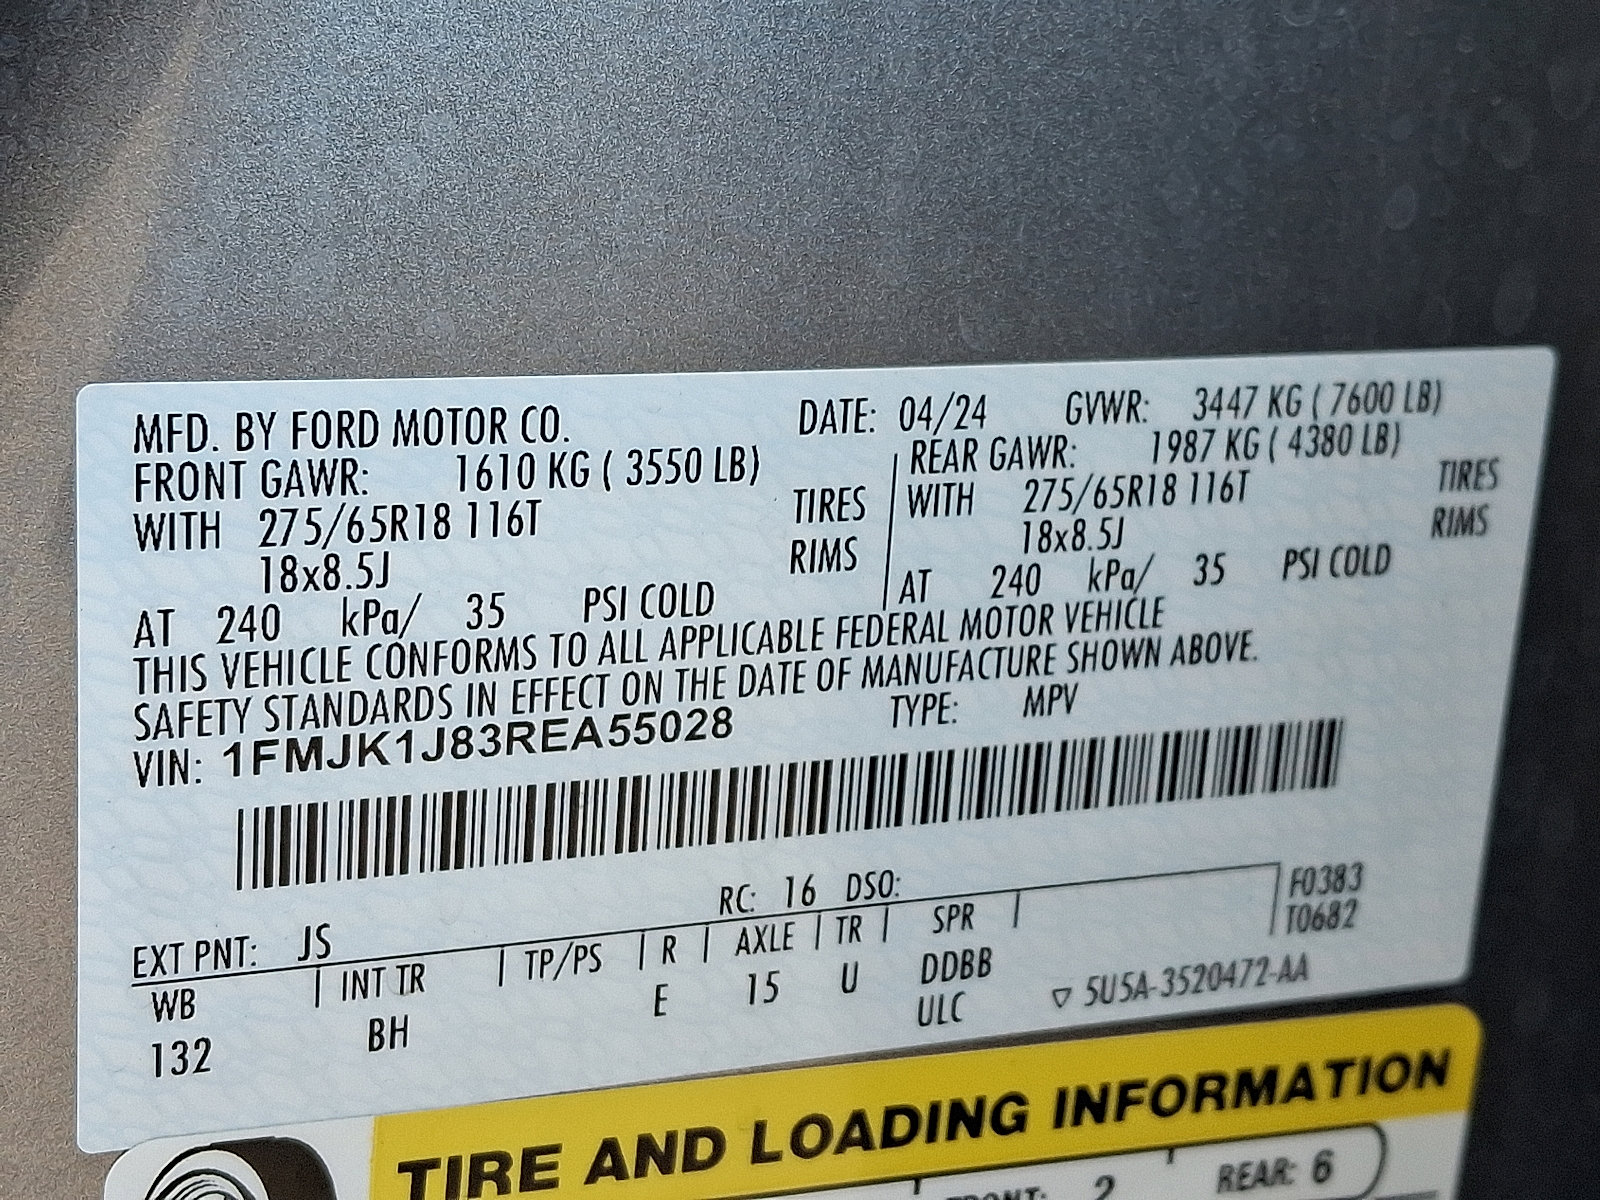 MFD. BY FORD MOTOR CO. DATE: 04/24 GVWR: 3447 KG ( 7600 LB)
FRONT GAWR: 1610 KG ( 3550 LB) REAR GAWR: 1987 KG ( 4380 LB)
WITH 275/65R18 116T TIRES WITH 275/65R18 116T TIRES
18x8.5J RIMS 18x8.5J RIMS
AT 240 kPa/ 35 PSI COLD AT 240 kPa/ 35 PSI COLD
THIS VEHICLE CONFORMS TO ALL APPLICABLE FEDERAL MOTOR VEHICLE
SAFETY STANDARDS IN EFFECT ON THE DATE OF MANUFACTURE SHOWN ABOVE.
VIN: 1FMJK1J83REA55028 TYPE: MPV
EXT PNT: JS RC: 16 DSO: F0383
T0682
WB INT TR TP/PS R AXLE TR SPR
132 BH E 15 U DDBB
ULC ▽ 5U5A-3520472-AA
TIRE AND LOADING INFORMATION
2 REAR: 6